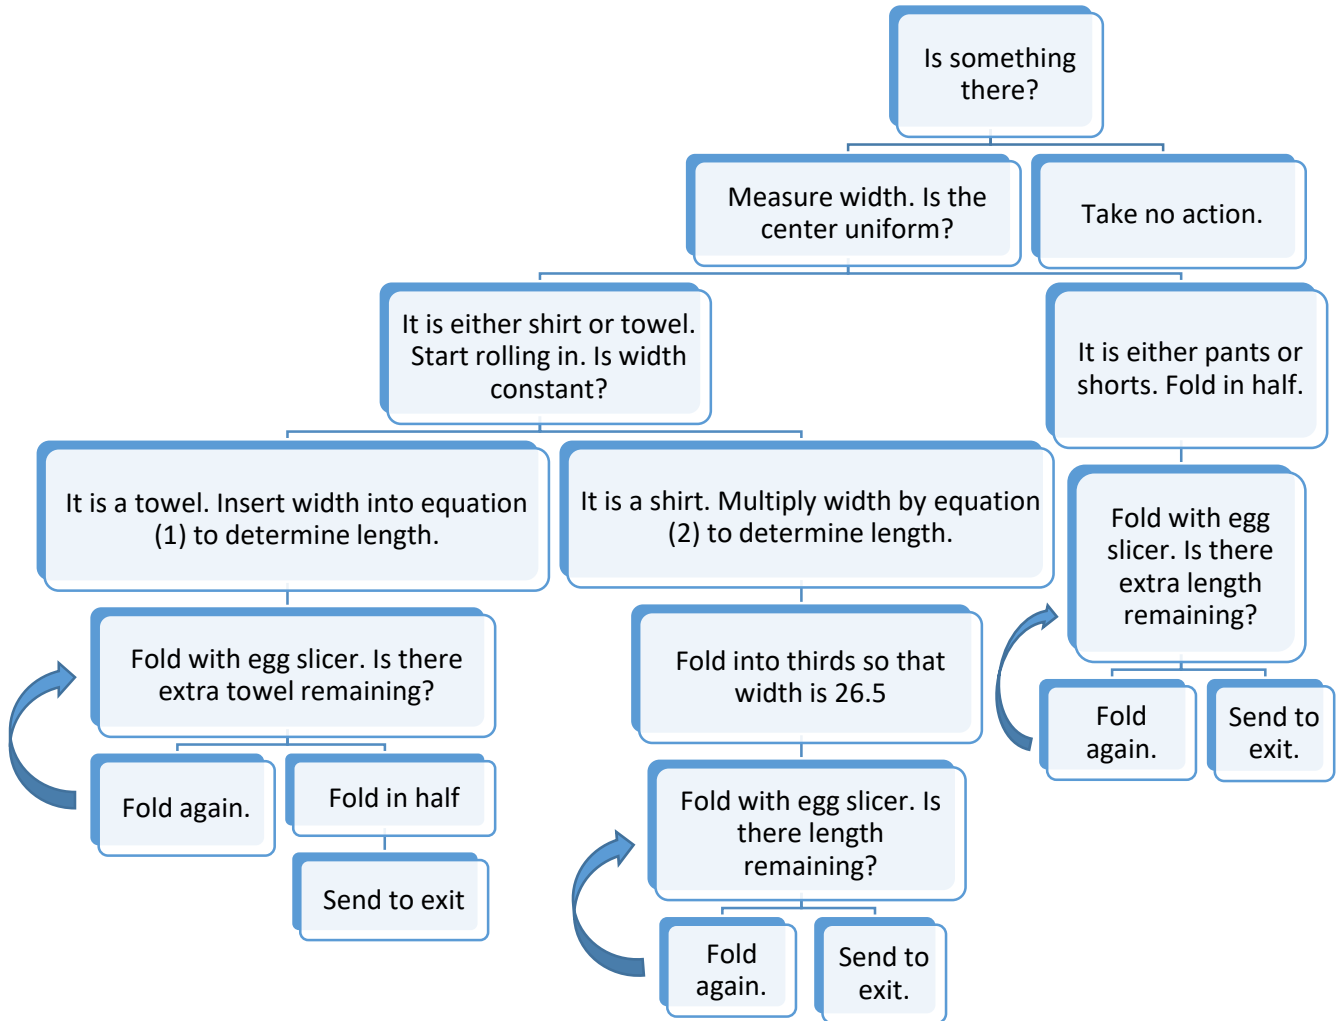 Is something
there?
Measure width. Is the
center uniform?
Take no action.
It is either shirt or towel.
Start rolling in. Is width
constant?
It is either pants or
shorts. Fold in half.
It is a towel. Insert width into equation
(1) to determine length.
It is a shirt. Multiply width by equation
(2) to determine length.
Fold with egg
slicer. Is there
extra length
remaining?
Fold with egg slicer. Is there
extra towel remaining?
Fold into thirds so that
width is 26.5
Fold
again.
Send to
exit.
Fold again.
Fold in half
Send to exit
Fold with egg slicer. Is
there length
remaining?
Fold
again.
Send to
exit.